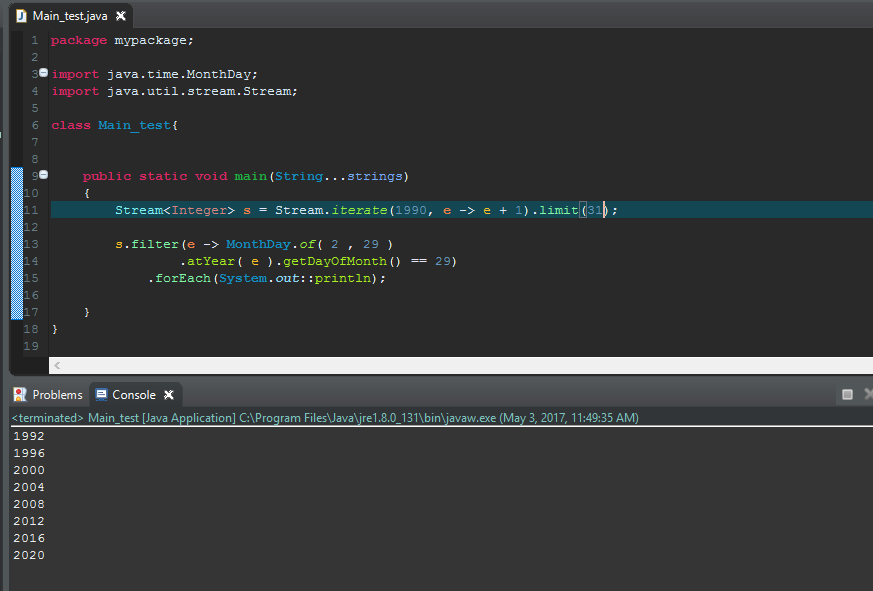 Main_test.java
1 package mypackage;
2
3 import java.time.MonthDay;
4 import java.util.stream.Stream;
5
6 class Main_test{
7
8
9 public static void main(String...strings)
10 {
11 Stream<Integer> s = Stream.iterate(1990, e -> e + 1).limit(31);
12
13 s.filter(e -> MonthDay.of( 2 , 29 )
14 .atYear( e ).getDayOfMonth() == 29)
15 .forEach(System.out::println);
16
17 }
18 }
19
Problems Console
<terminated> Main_test [Java Application] C:\Program Files\Java\jre1.8.0_131\bin\javaw.exe (May 3, 2017, 11:49:35 AM)
1992
1996
2000
2004
2008
2012
2016
2020